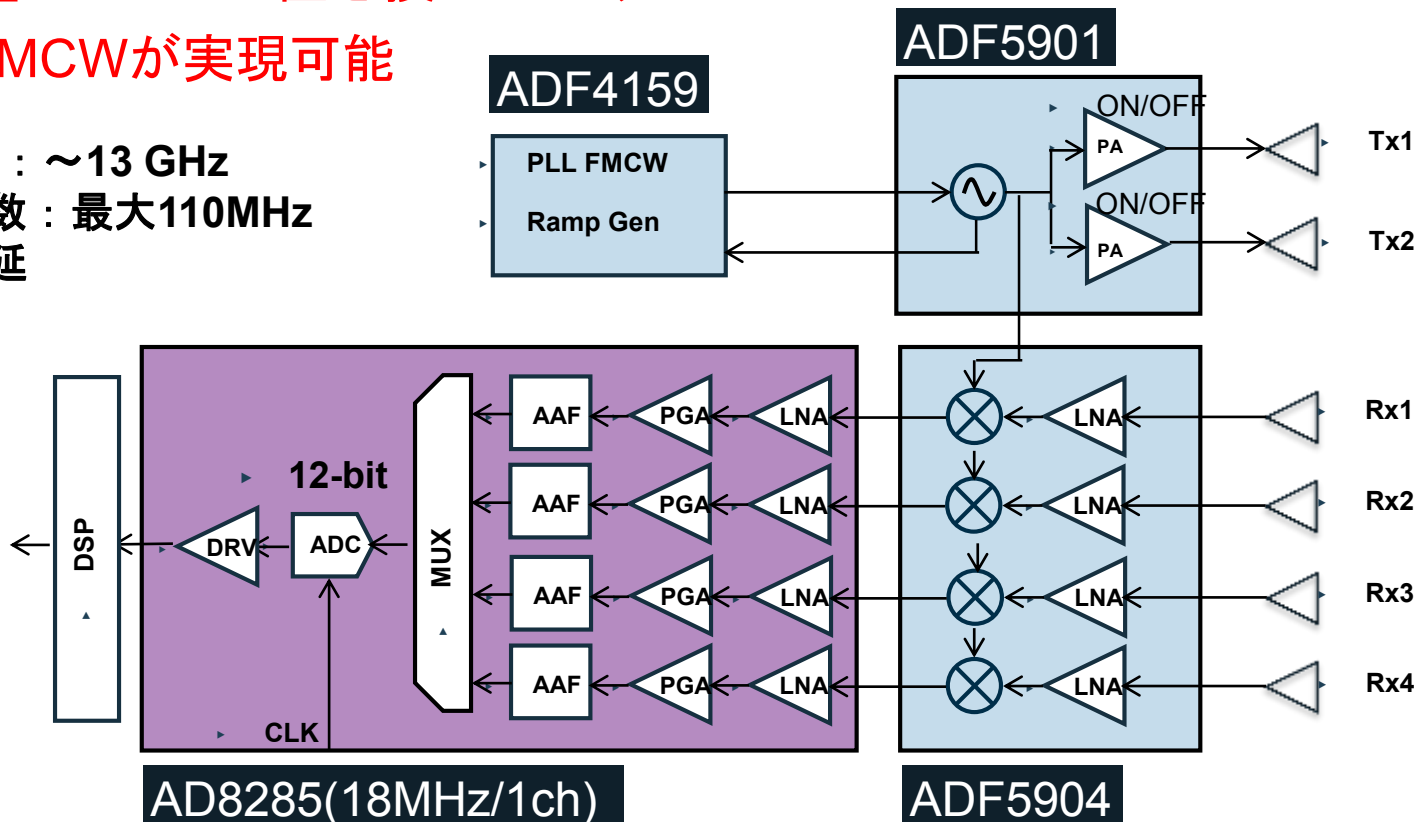 MCWが実現可能
：～13 GHz
数：最大110MHz
延
ADF4159
PLL FMCW
Ramp Gen
ADF5901
ON/OFF
PA
Tx1
ON/OFF
PA
Tx2
DSP
DRV
12-bit
ADC
CLK
MUX
AAF
PGA
LNA
LNA
Rx1
AAF
PGA
LNA
LNA
Rx2
AAF
PGA
LNA
LNA
Rx3
AAF
PGA
LNA
LNA
Rx4
AD8285(18MHz/1ch)
ADF5904